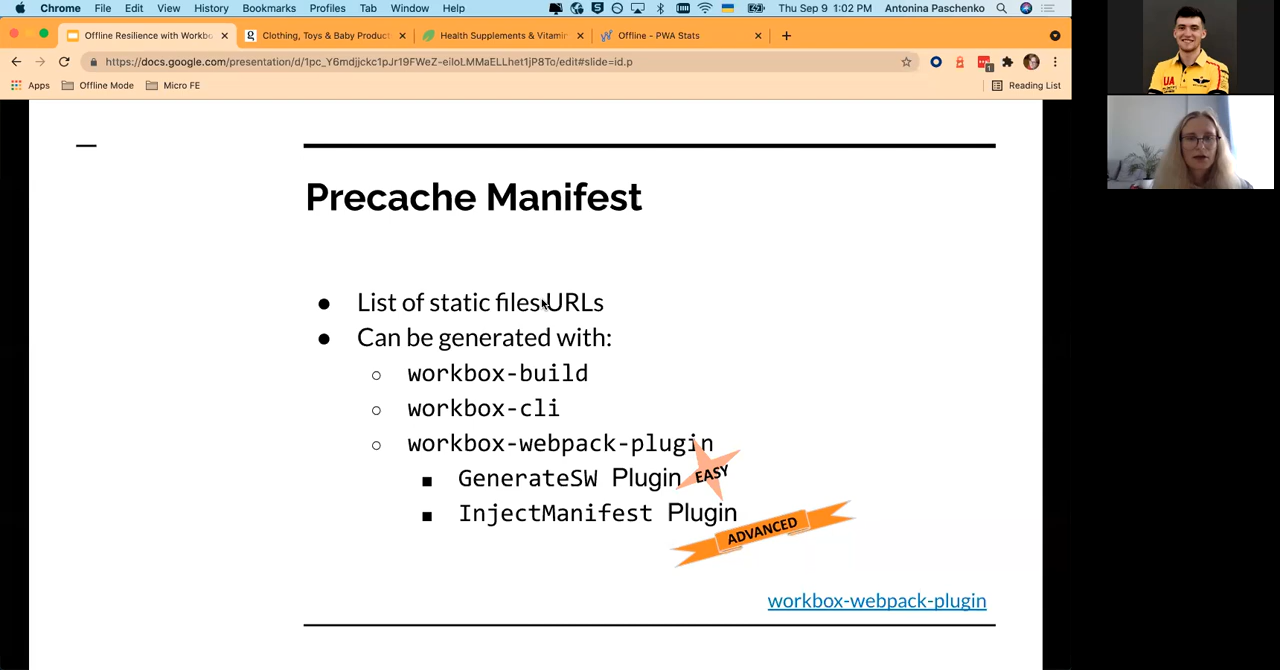 Chrome File Edit View History Bookmarks Profiles Tab Window Help Thu Sep 9 1:02 PM Antonina Paschenko
Offline Resilience with Workbo Clothing, Toys & Baby Product Health Supplements & Vitamin Offline - PWA Stats
https://docs.google.com/presentation/d/1pc_Y6mdjjckc1pJr19FWeZ-eiloLMMaELLhet1jP8To/edit#slide=id.p
Apps Offline Mode Micro FE Reading List
Precache Manifest
● List of static files URLs
● Can be generated with:
○ workbox-build
○ workbox-cli
○ workbox-webpack-plugin
■ GenerateSW Plugin EASY
■ InjectManifest Plugin
ADVANCED
workbox-webpack-plugin
UA